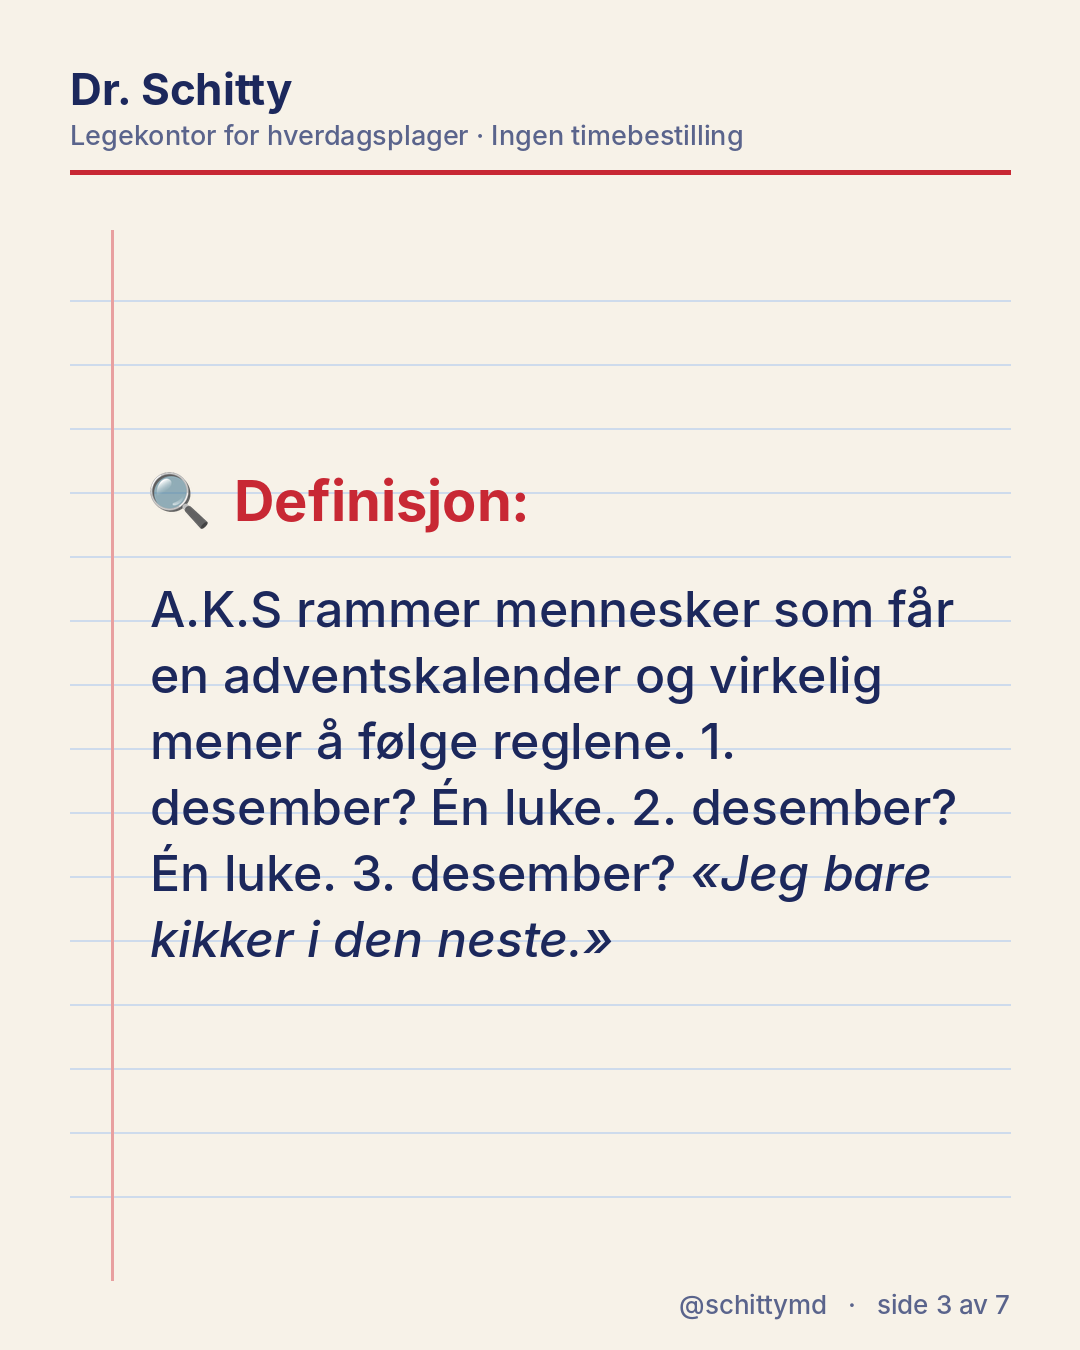 Dr. Schitty
Legekontor for hverdagsplager · Ingen timebestilling
🔍 Definisjon:
A.K.S rammer mennesker som får
en adventskalender og virkelig
mener å følge reglene. 1.
desember? Én luke. 2. desember?
Én luke. 3. desember? «Jeg bare
kikker i den neste.»
@schittymd · side 3 av 7